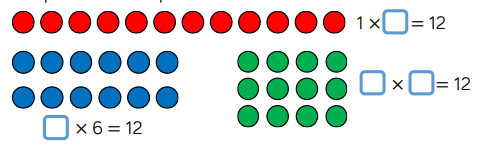 1 × □ = 12
□ × □ = 12
□ × 6 = 12